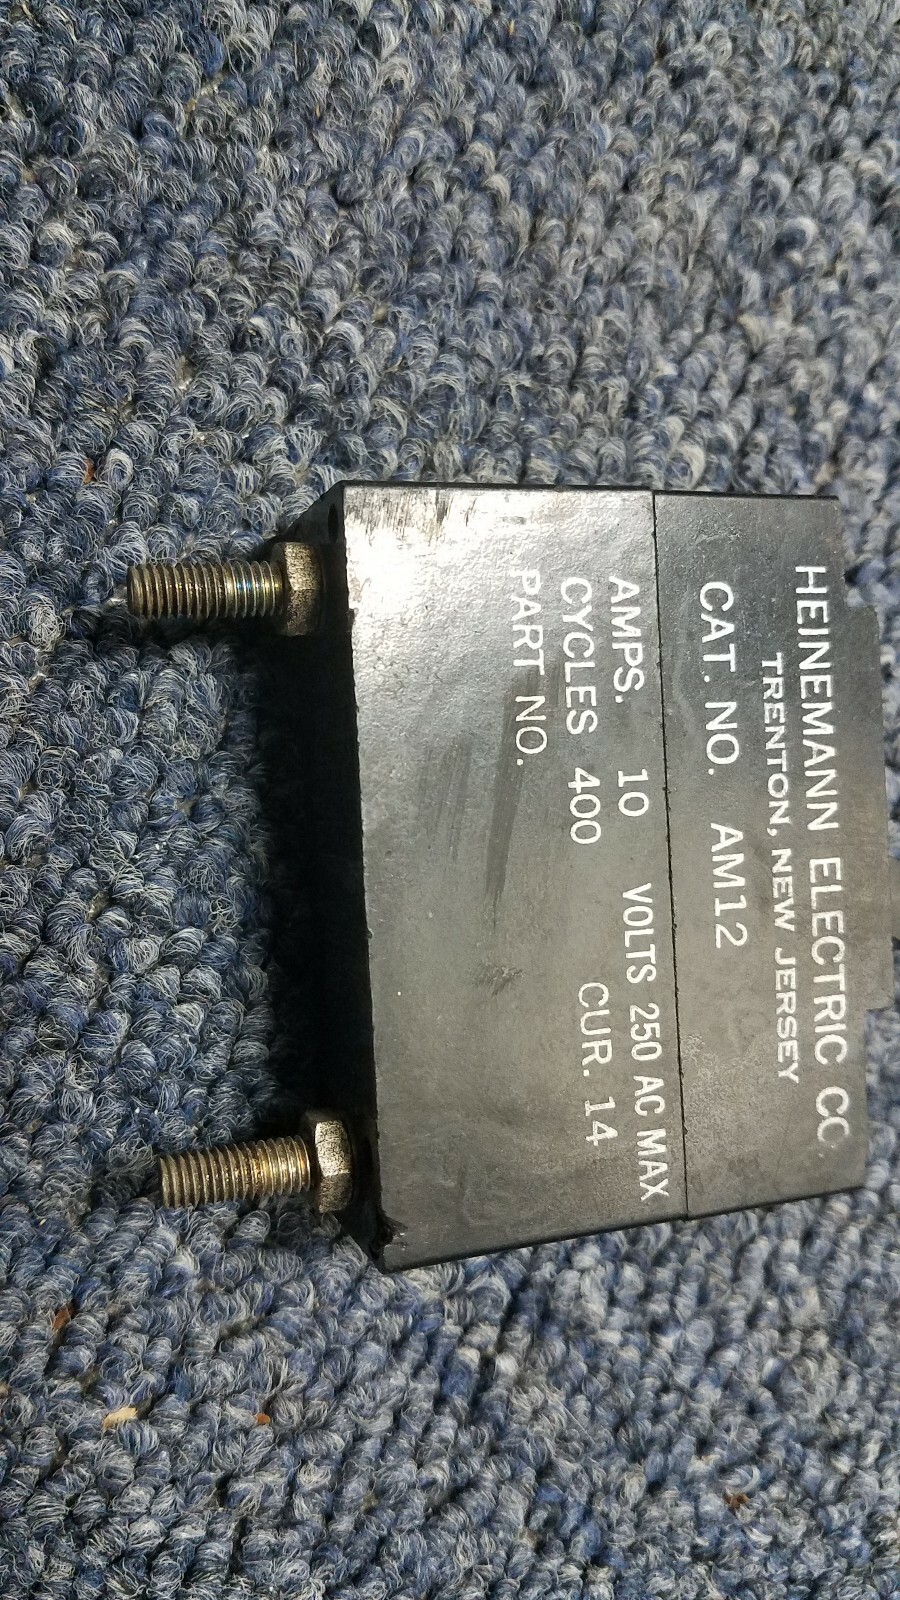 HEINEMANN ELECTRIC CO.
TRENTON, NEW JERSEY
CAT. NO. AM12
AMPS. 10 VOLTS 250 AC MAX
CYCLES 400 CUR. 14
PART NO.